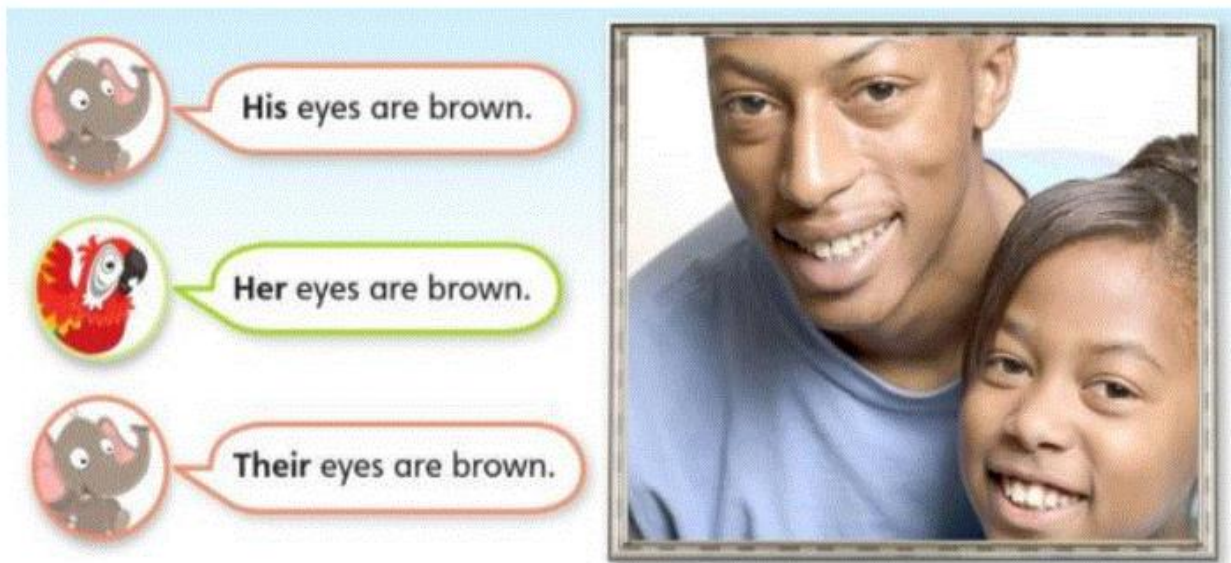 His eyes are brown.
Her eyes are brown.
Their eyes are brown.